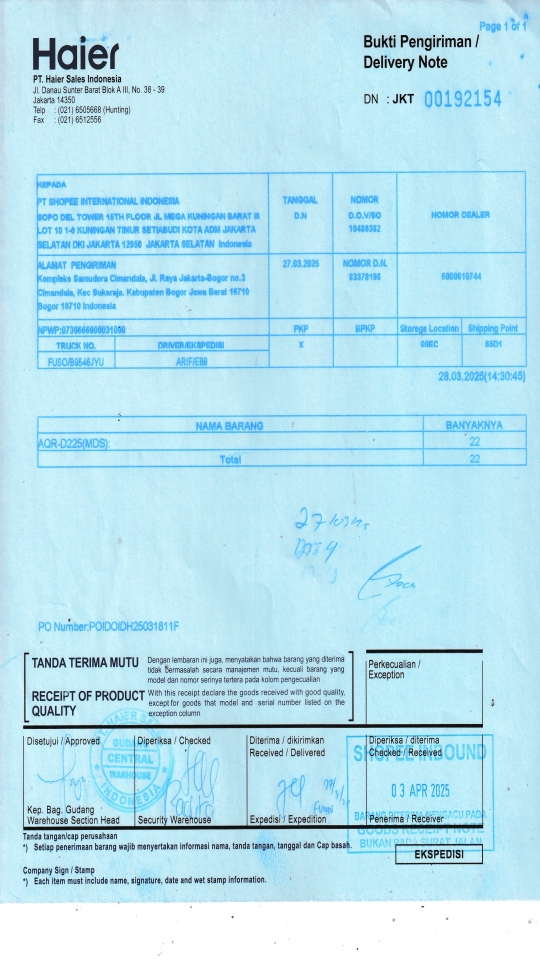 Page 1 of 1
Haier
Bukti Pengiriman /
Delivery Note
PT. Haier Sales Indonesia
Jl. Danau Sunter Barat Blok A III, No. 38 - 39
Jakarta 14350
Telp : (021) 6505668 (Hunting)
Fax : (021) 6512556
DN : JKT 00192154
KEPADA
PT SHOPEE INTERNATIONAL INDONESIA
SOPO DEL TOWER 15TH FLOOR JL MEGA KUNINGAN BARAT III
LOT 10 1-6 KUNINGAN TIMUR SETIABUDI KOTA ADM JAKARTA
SELATAN DKI JAKARTA 12950 JAKARTA SELATAN Indonesia
TANGGAL
D.N
NOMOR
D.O.V/SO
NOMOR DEALER
ALAMAT PENGIRIMAN
Kompleks Samudera Cimandala, Jl. Raya Jakarta-Bogor no.3
Cimandala, Kec Sukaraja, Kabupaten Bogor Jawa Barat 16710
Bogor 16710 Indonesia
27.03.2025
NOMOR D.N.
PKP
BPKP
Storege Location
Shipping Point
TRUCK NO.
DRIVER/EKSPEDISI
X
00EC
65D1
28.03.2025(14:30:45)
NAMA BARANG
BANYAKNYA
AQR-D225(MDS):
22
Total
22
PO Number:POIDOIDH25031811F
TANDA TERIMA MUTU
Dengan lembaran ini juga, menyatakan bahwa barang yang diterima
tidak bermasalah secara manajemen mutu, kecuali barang yang
model dan nomor serinya tertera pada kolom pengecualian
RECEIPT OF PRODUCT
QUALITY
With this receipt declare the goods received with good quality,
except for goods that model and serial number listed on the
exception column
Perkecualian /
Exception
Disetujui / Approved
Diperiksa / Checked
Diterima / dikirimkan
Received / Delivered
Diperiksa / diterima
Checked / Received
GUDANG
CENTRAL
WAREHOUSE
INDONESIA
SHOPEE INBOUND
03 APR 2025
BARANG DITERIMA MENGACU PADA
GOODS RECEIPT NOTE
BUKAN PADA SURAT JALAN
Kep. Bag. Gudang
Warehouse Section Head
Security Warehouse
Expedisi / Expedition
Penerima / Receiver
Tanda tangan/cap perusahaan
*) Setiap penerimaan barang wajib menyertakan informasi nama, tanda tangan, tanggal dan Cap basah.
EKSPEDISI
Company Sign / Stamp
*) Each item must include name, signature, date and wet stamp information.